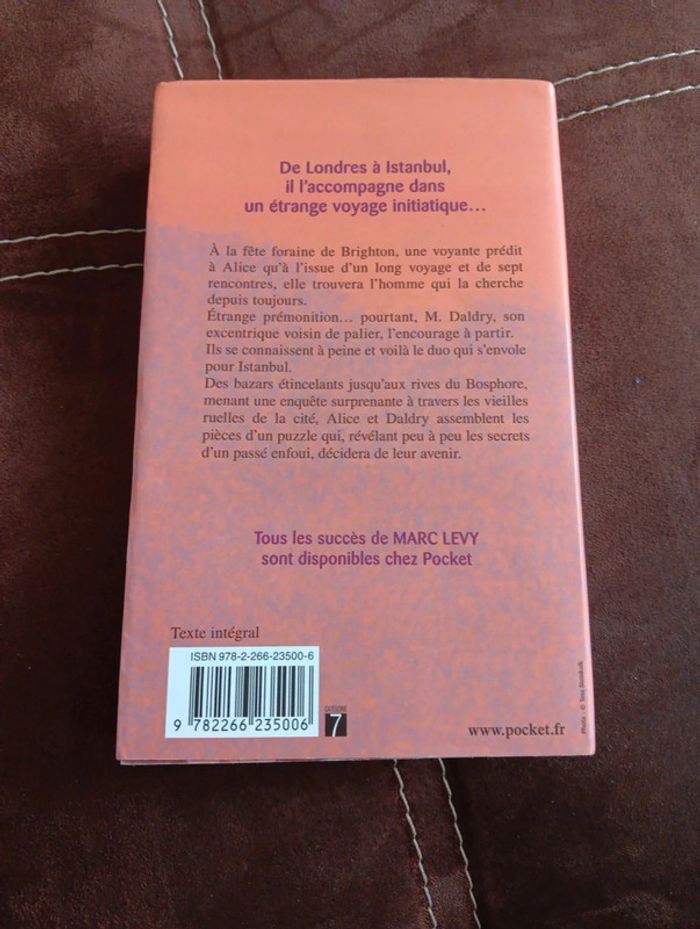 De Londres à Istanbul,
il l'accompagne dans
un étrange voyage initiatique...
À la fête foraine de Brighton, une voyante prédit
à Alice qu'à l'issue d'un long voyage et de sept
rencontres, elle trouvera l'homme qui la cherche
depuis toujours.
Étrange prémonition... pourtant, M. Daldry, son
excentrique voisin de palier, l'encourage à partir.
Ils se connaissent à peine et voilà le duo qui s'envole
pour Istanbul.
Des bazars étincelants jusqu'aux rives du Bosphore,
menant une enquête surprenante à travers les vieilles
ruelles de la cité, Alice et Daldry assemblent les
pièces d'un puzzle qui, révélant peu à peu les secrets
d'un passé enfoui, décidera de leur avenir.
Tous les succès de MARC LEVY
sont disponibles chez Pocket
Texte intégral
ISBN 978-2-266-23500-6
9 782266 235006
CATÉGORIE
7
www.pocket.fr
Photo : ©